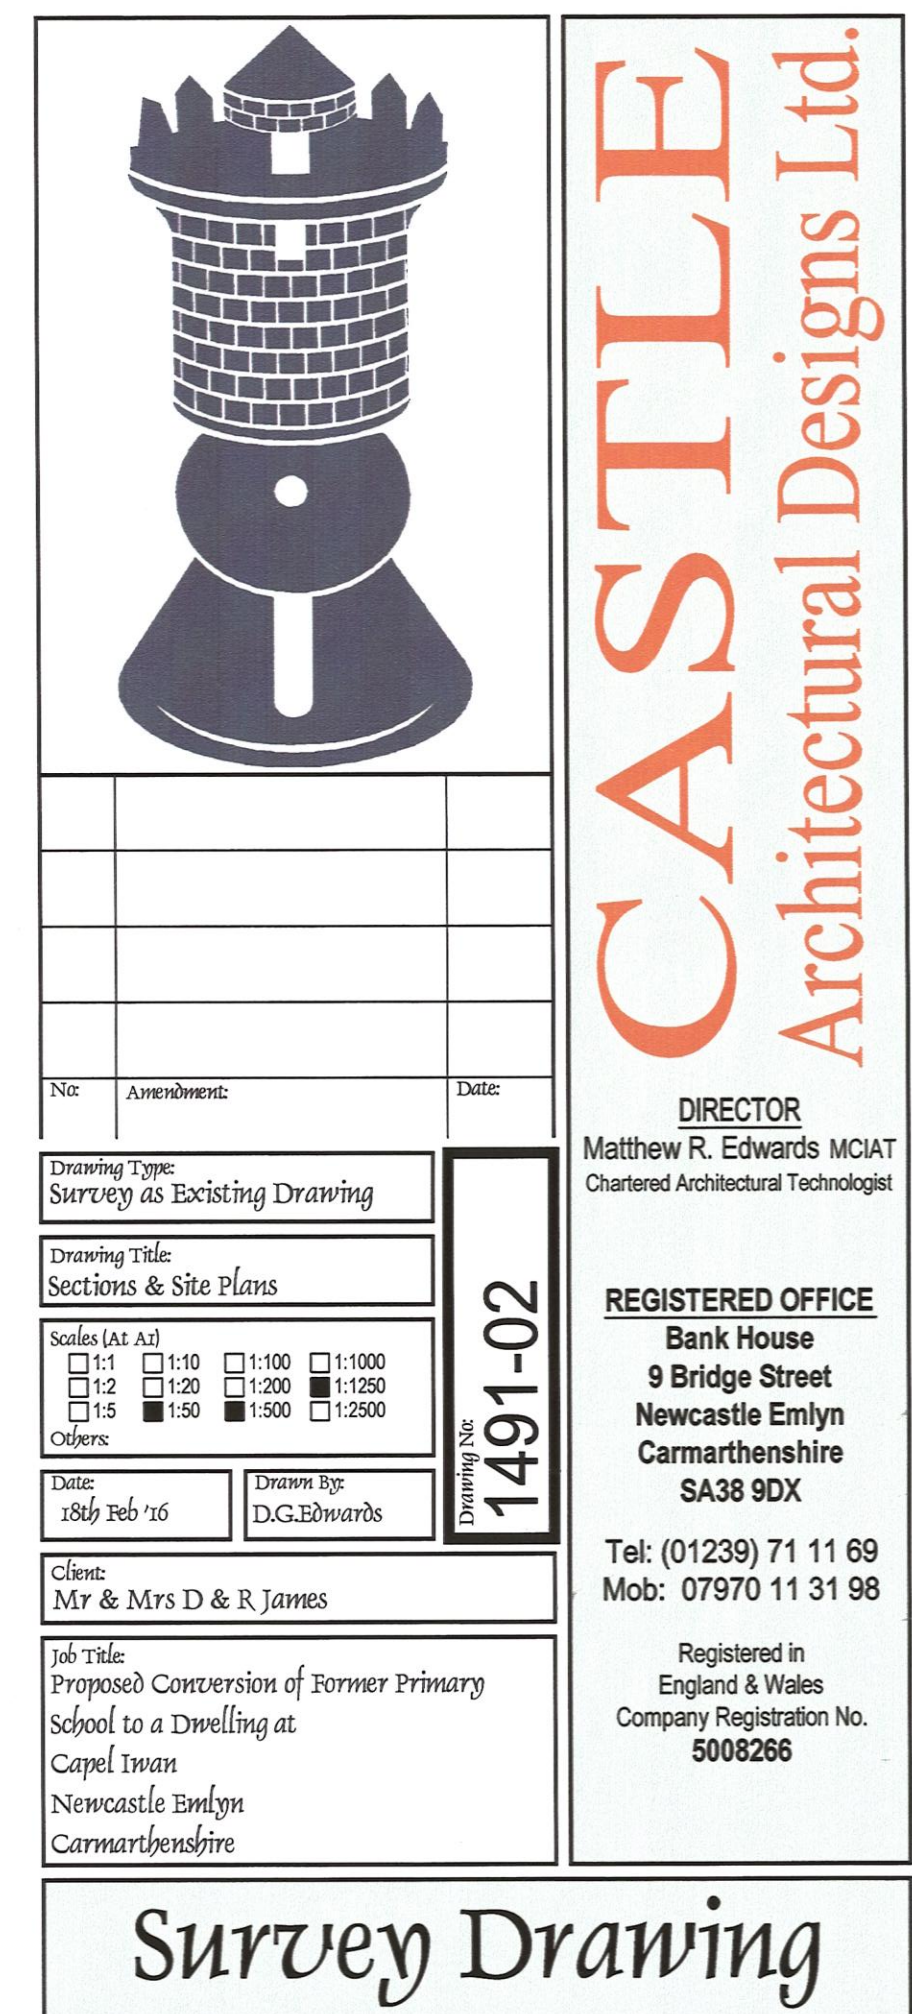 CASTLE
Architectural Designs Ltd.
No: Amendment: Date:
Drawing Type:
Survey as Existing Drawing
Drawing Title:
Sections & Site Plans
Scales (At A1)
1:1 1:10 1:100 1:1000
1:2 1:20 1:200 1:1250
1:5 1:50 1:500 1:2500
Others:
Date:
18th Feb '16
Drawn By:
D.G.Edwards
Drawing No:
1491-02
Client:
Mr & Mrs D & R James
Job Title:
Proposed Conversion of Former Primary
School to a Dwelling at
Capel Iwan
Newcastle Emlyn
Carmarthenshire
DIRECTOR
Matthew R. Edwards MCIAT
Chartered Architectural Technologist
REGISTERED OFFICE
Bank House
9 Bridge Street
Newcastle Emlyn
Carmarthenshire
SA38 9DX
Tel: (01239) 71 11 69
Mob: 07970 11 31 98
Registered in
England & Wales
Company Registration No.
5008266
Survey Drawing